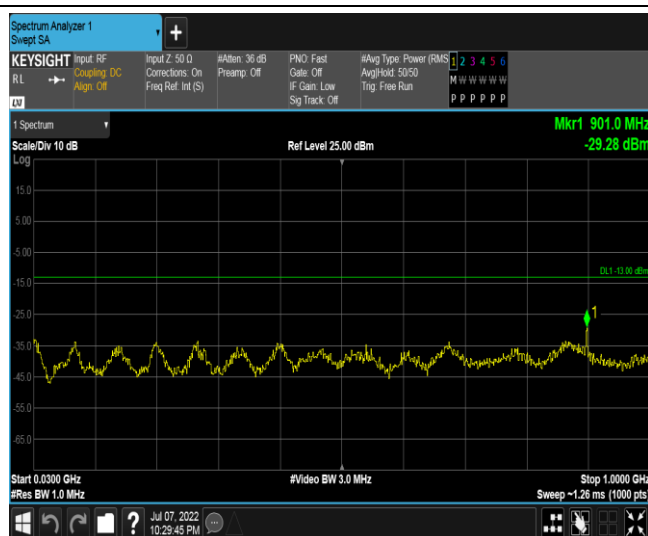 Spectrum Analyzer 1
Swept SA
+
KEYSIGHT
RL
LXI
Input: RF
Coupling: DC
Align: Off
Input Z: 50 Ω
Corrections: On
Freq Ref: Int (S)
#Atten: 36 dB
Preamp: Off
PNO: Fast
Gate: Off
IF Gain: Low
Sig Track: Off
#Avg Type: Power (RMS
Avg|Hold: 50/50
Trig: Free Run
1 2 3 4 5 6
M W W W W W
P P P P P P
1 Spectrum
Mkr1 901.0 MHz
Scale/Div 10 dB
Ref Level 25.00 dBm
-29.28 dBm
Log
15.0
5.00
-5.00
DL1 -13.00 dBm
-15.0
1
-25.0
-35.0
-45.0
-55.0
-65.0
Start 0.0300 GHz
#Video BW 3.0 MHz
Stop 1.0000 GHz
#Res BW 1.0 MHz
Sweep ~1.26 ms (1000 pts)
?
Jul 07, 2022
10:29:45 PM